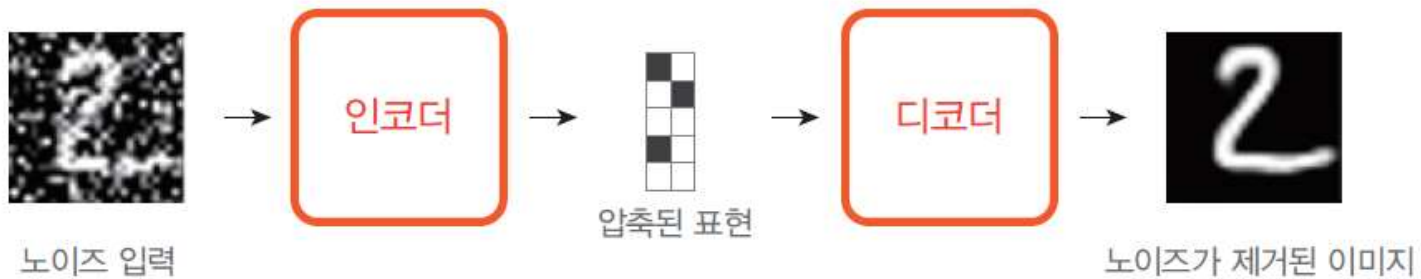 인코더
디코더
압축된 표현
노이즈 입력
노이즈가 제거된 이미지